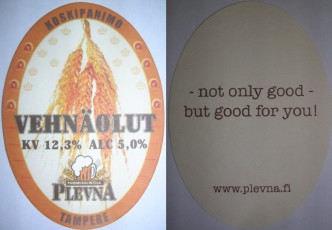 KOSKIPANIMO
VEHNÄOLUT
KV 12,3% ALC 5,0%
PLEVNA
TAMPERE
- not only good -
but good for you!
www.plevna.fi